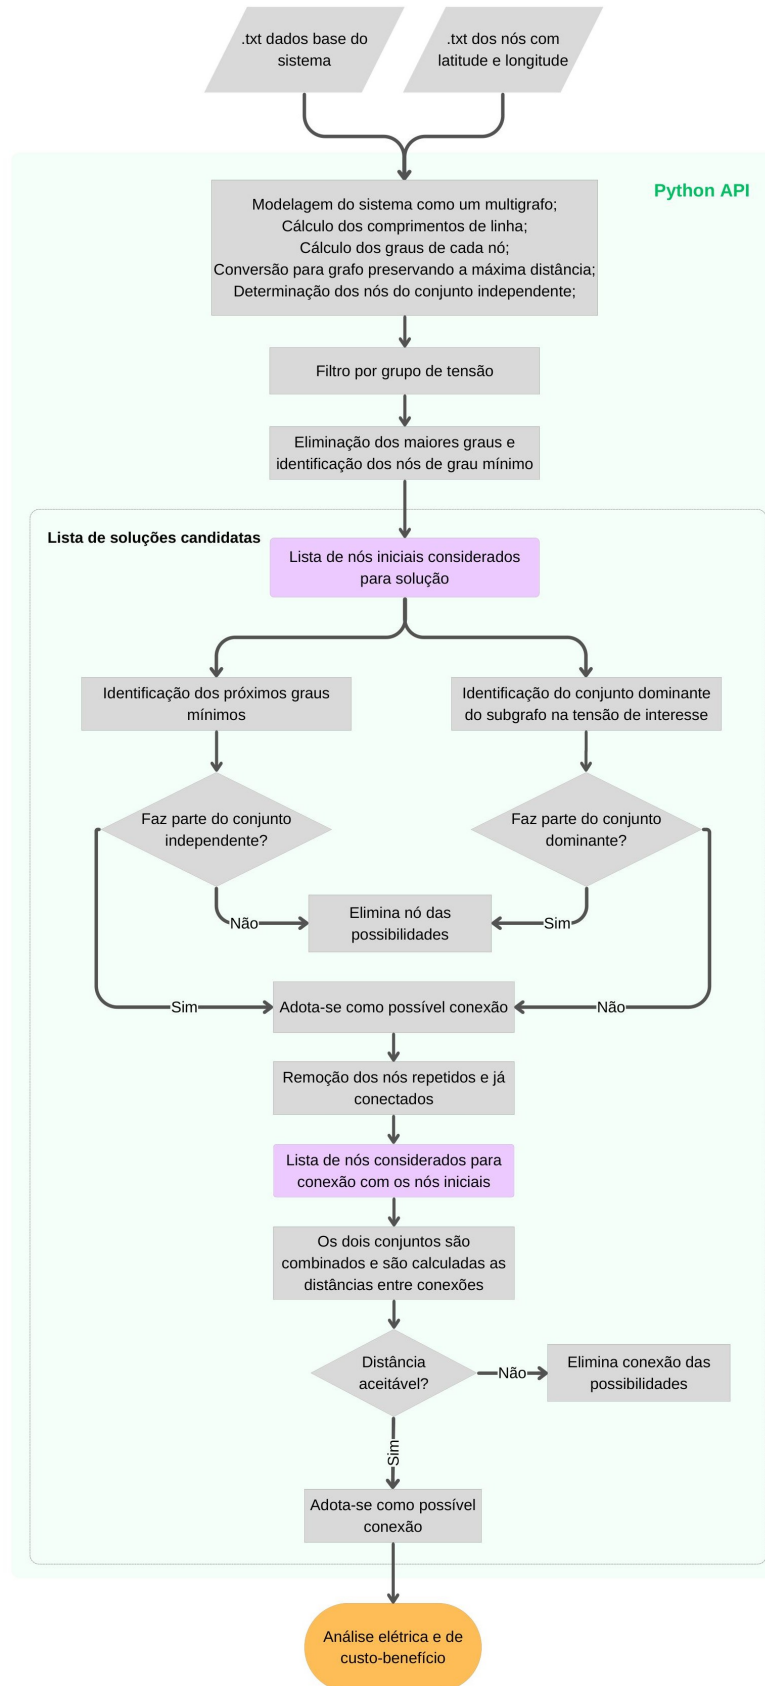 .txt dados base do
sistema
.txt dos nós com
latitude e longitude
Python API
Modelagem do sistema como um multigrafo;
Cálculo dos comprimentos de linha;
Cálculo dos graus de cada nó;
Conversão para grafo preservando a máxima distância;
Determinação dos nós do conjunto independente;
Filtro por grupo de tensão
Eliminação dos maiores graus e
identificação dos nós de grau mínimo
Lista de soluções candidatas
Lista de nós iniciais considerados
para solução
Identificação dos próximos graus
mínimos
Identificação do conjunto dominante
do subgrafo na tensão de interesse
Faz parte do conjunto
independente?
Faz parte do conjunto
dominante?
Não
Elimina nó das
possibilidades
Sim
Sim
Adota-se como possível conexão
Não
Remoção dos nós repetidos e já
conectados
Lista de nós considerados para
conexão com os nós iniciais
Os dois conjuntos são
combinados e são calculadas as
distâncias entre conexões
Distância
aceitável?
Não
Elimina conexão das
possibilidades
Sim
Adota-se como possível
conexão
Análise elétrica e de
custo-benefício